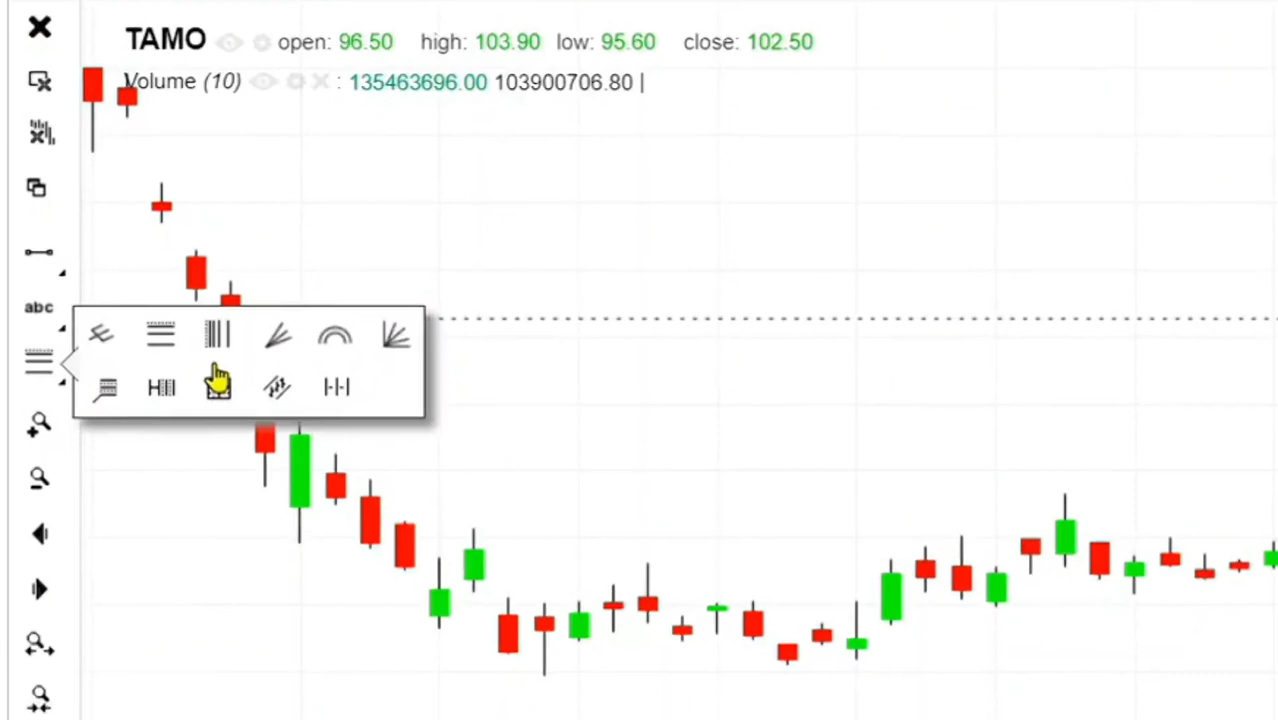 TAMO open: 96.50 high: 103.90 low: 95.60 close: 102.50
Volume (10) : 135463696.00 103900706.80 |
abc